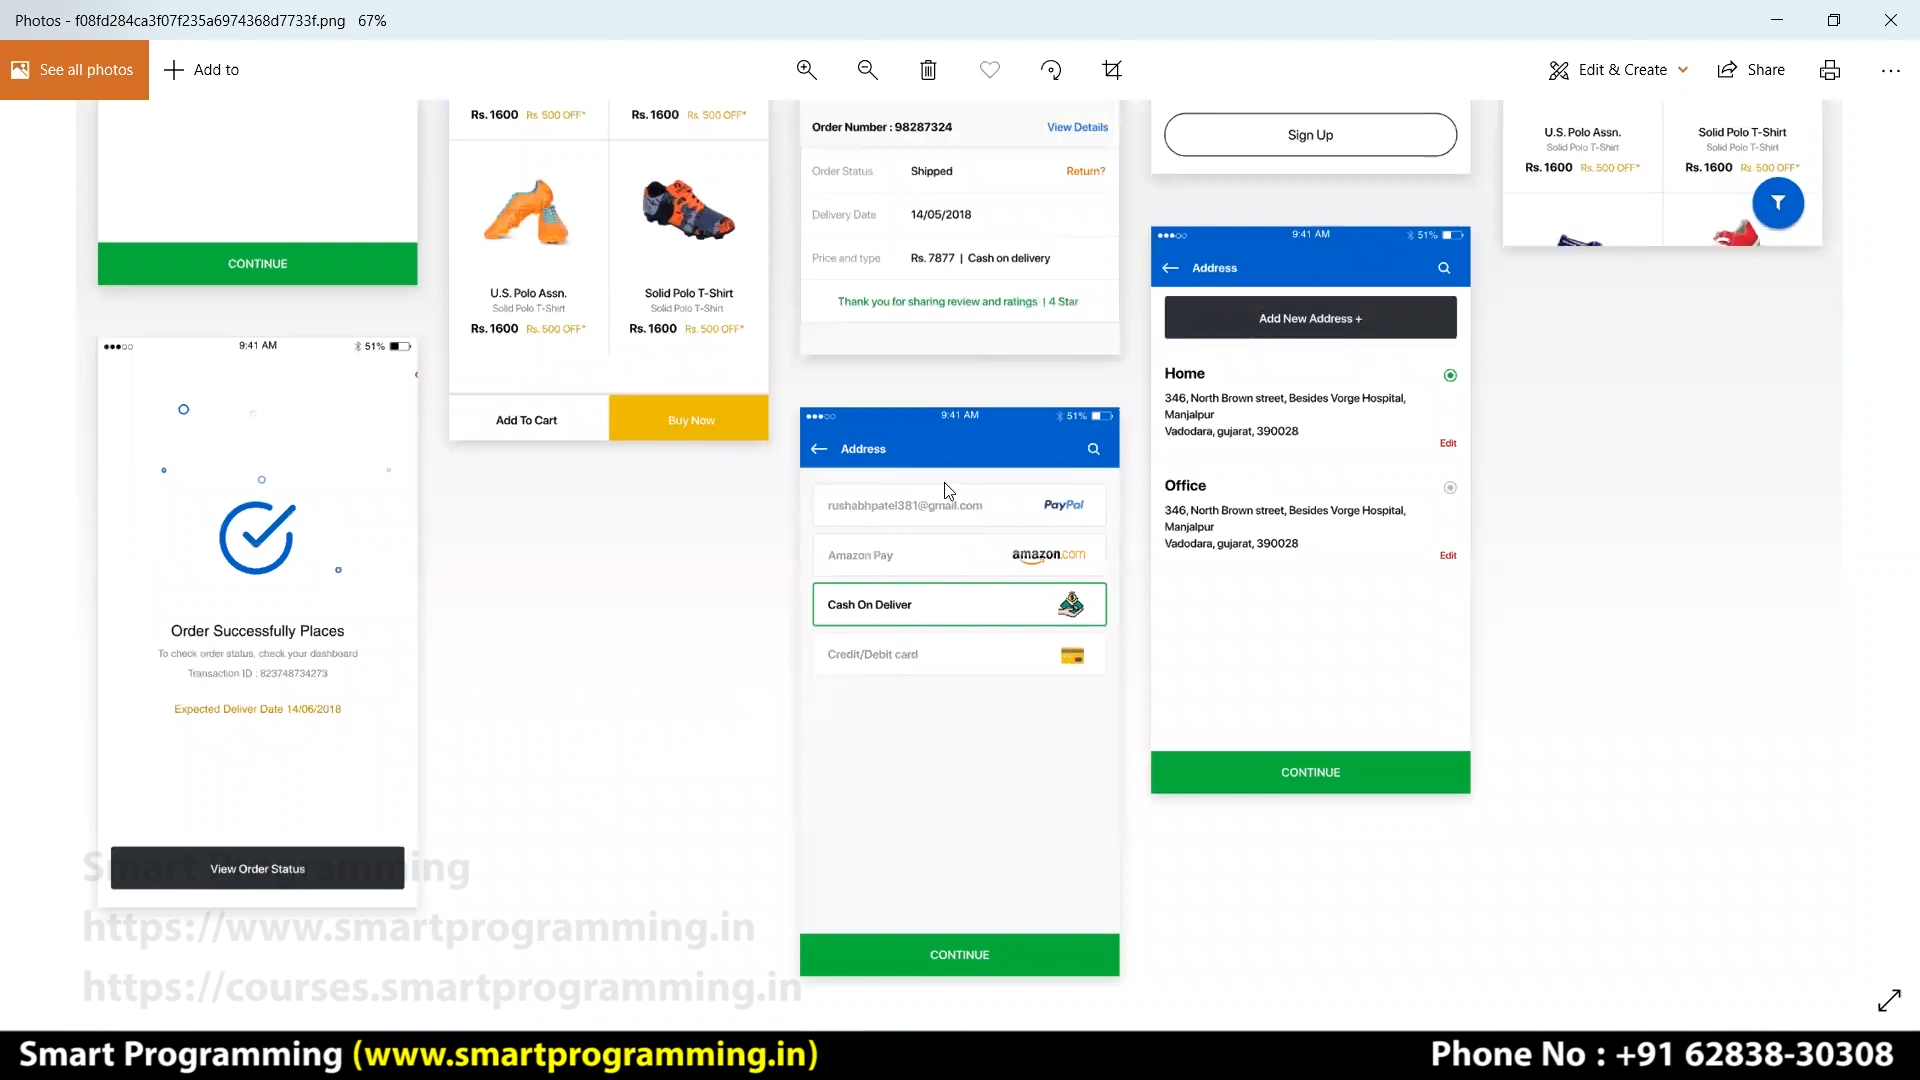 Photos - f08fd284ca3f07f235a6974368d7733f.png 67%
See all photos
Add to
Edit & Create
Share
CONTINUE
9:41 AM
51%
Order Successfully Places
To check order status, check your dashboard
Transaction ID : 823748734273
Expected Deliver Date 14/06/2018
View Order Status
Rs. 1600 Rs. 500 OFF*
Rs. 1600 Rs. 500 OFF*
U.S. Polo Assn.
Solid Polo T-Shirt
Rs. 1600 Rs. 500 OFF*
Solid Polo T-Shirt
Solid Polo T-Shirt
Rs. 1600 Rs. 500 OFF*
Add To Cart
Buy Now
Order Number : 98287324
View Details
Order Status
Shipped
Return?
Delivery Date
14/05/2018
Price and type
Rs. 7877 | Cash on delivery
Thank you for sharing review and ratings | 4 Star
9:41 AM
51%
Address
rushabhpatel381@gmail.com
PayPal
Amazon Pay
amazon.com
Cash On Deliver
Credit/Debit card
CONTINUE
Sign Up
9:41 AM
51%
Address
Add New Address +
Home
346, North Brown street, Besides Vorge Hospital,
Manjalpur
Vadodara, gujarat, 390028
Edit
Office
346, North Brown street, Besides Vorge Hospital,
Manjalpur
Vadodara, gujarat, 390028
Edit
CONTINUE
U.S. Polo Assn.
Solid Polo T-Shirt
Rs. 1600 Rs. 500 OFF*
Solid Polo T-Shirt
Solid Polo T-Shirt
Rs. 1600 Rs. 500 OFF*
Smart Programming
https://www.smartprogramming.in
https://courses.smartprogramming.in
Smart Programming (www.smartprogramming.in)
Phone No : +91 62838-30308